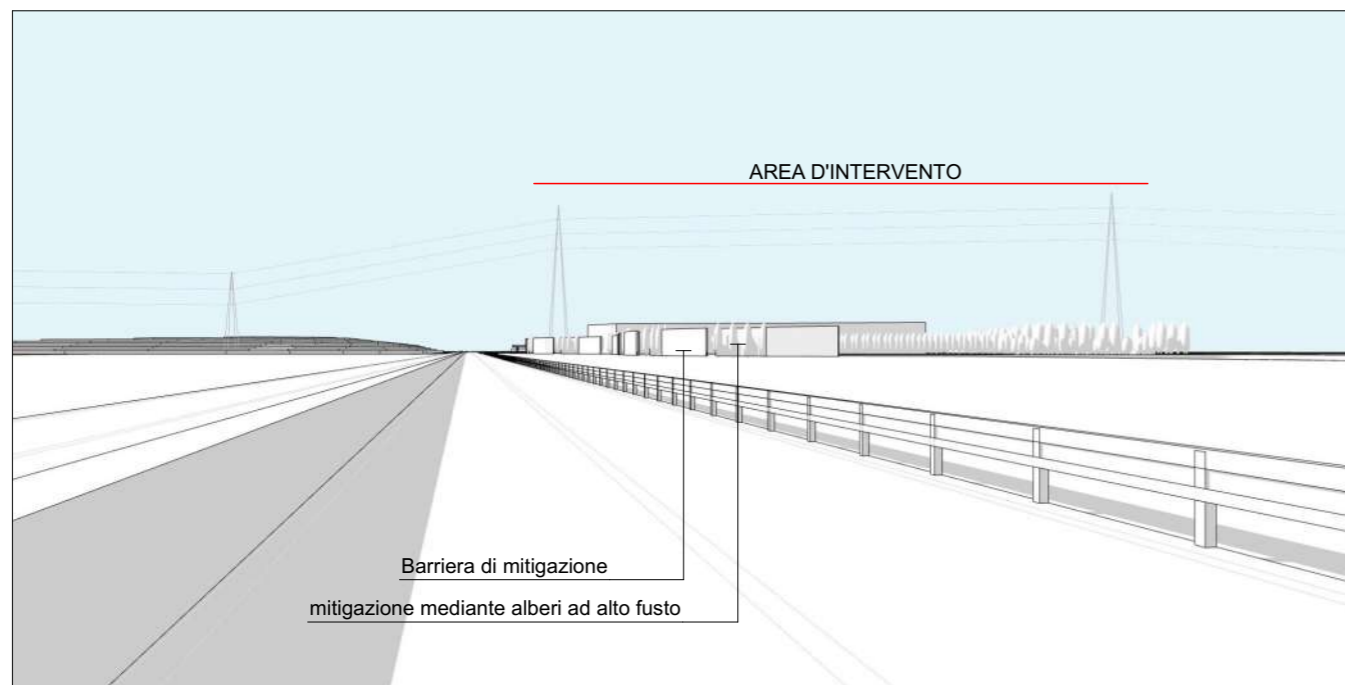 AREA D'INTERVENTO
Barriera di mitigazione
mitigazione mediante alberi ad alto fusto